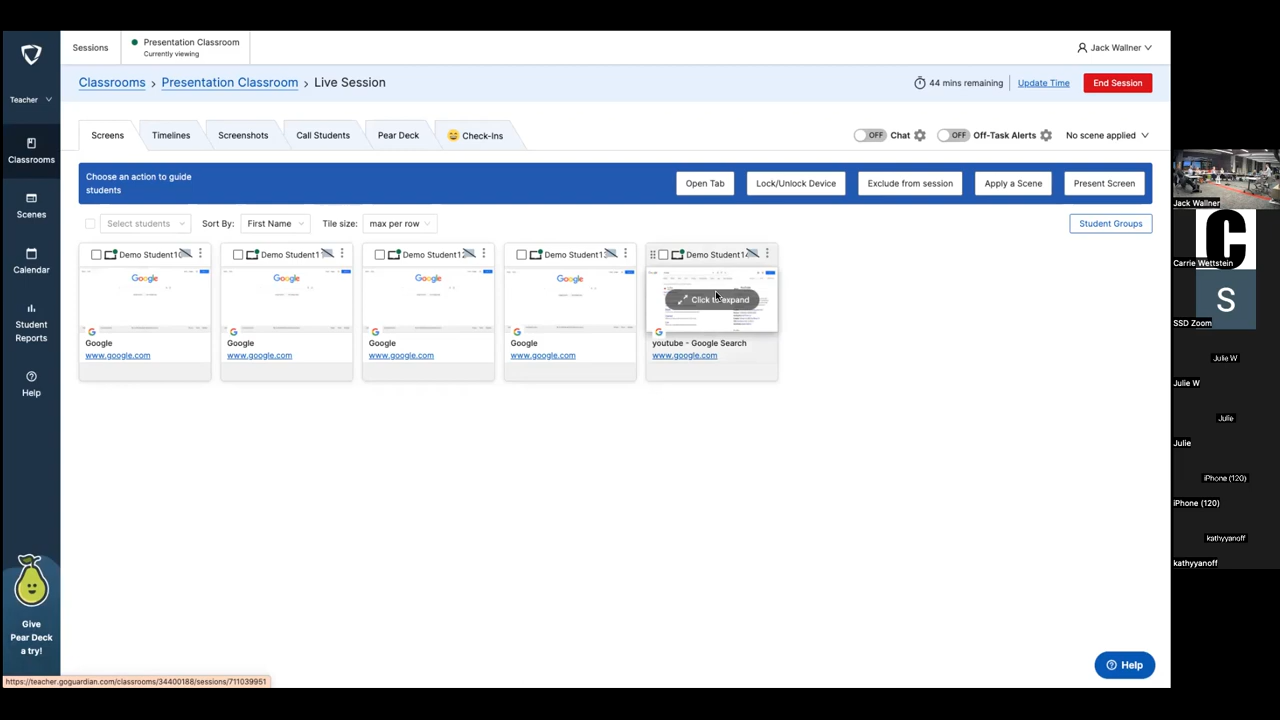 Sessions
Presentation Classroom
Currently viewing
Jack Wallner
Teacher
Classrooms > Presentation Classroom > Live Session
44 mins remaining
Update Time
End Session
Screens
Timelines
Screenshots
Call Students
Pear Deck
Check-Ins
OFF
Chat
OFF
Off-Task Alerts
No scene applied
Classrooms
Scenes
Calendar
Student
Reports
Help
Choose an action to guide
students
Open Tab
Lock/Unlock Device
Exclude from session
Apply a Scene
Present Screen
Select students
Sort By:
First Name
Tile size:
max per row
Student Groups
Demo Student10
Google
Google
www.google.com
Demo Student11
Google
Google
www.google.com
Demo Student12
Google
Google
www.google.com
Demo Student13
Google
Google
www.google.com
Demo Student14
Click to expand
youtube - Google Search
www.google.com
Give
Pear Deck
a try!
Help
https://teacher.goguardian.com/classrooms/34400188/sessions/711039951
Jack Wallner
C
Carrie Wettstein
S
SSD Zoom
Julie W
Julie W
Julie
Julie
iPhone (120)
iPhone (120)
kathyyanoff
kathyyanoff